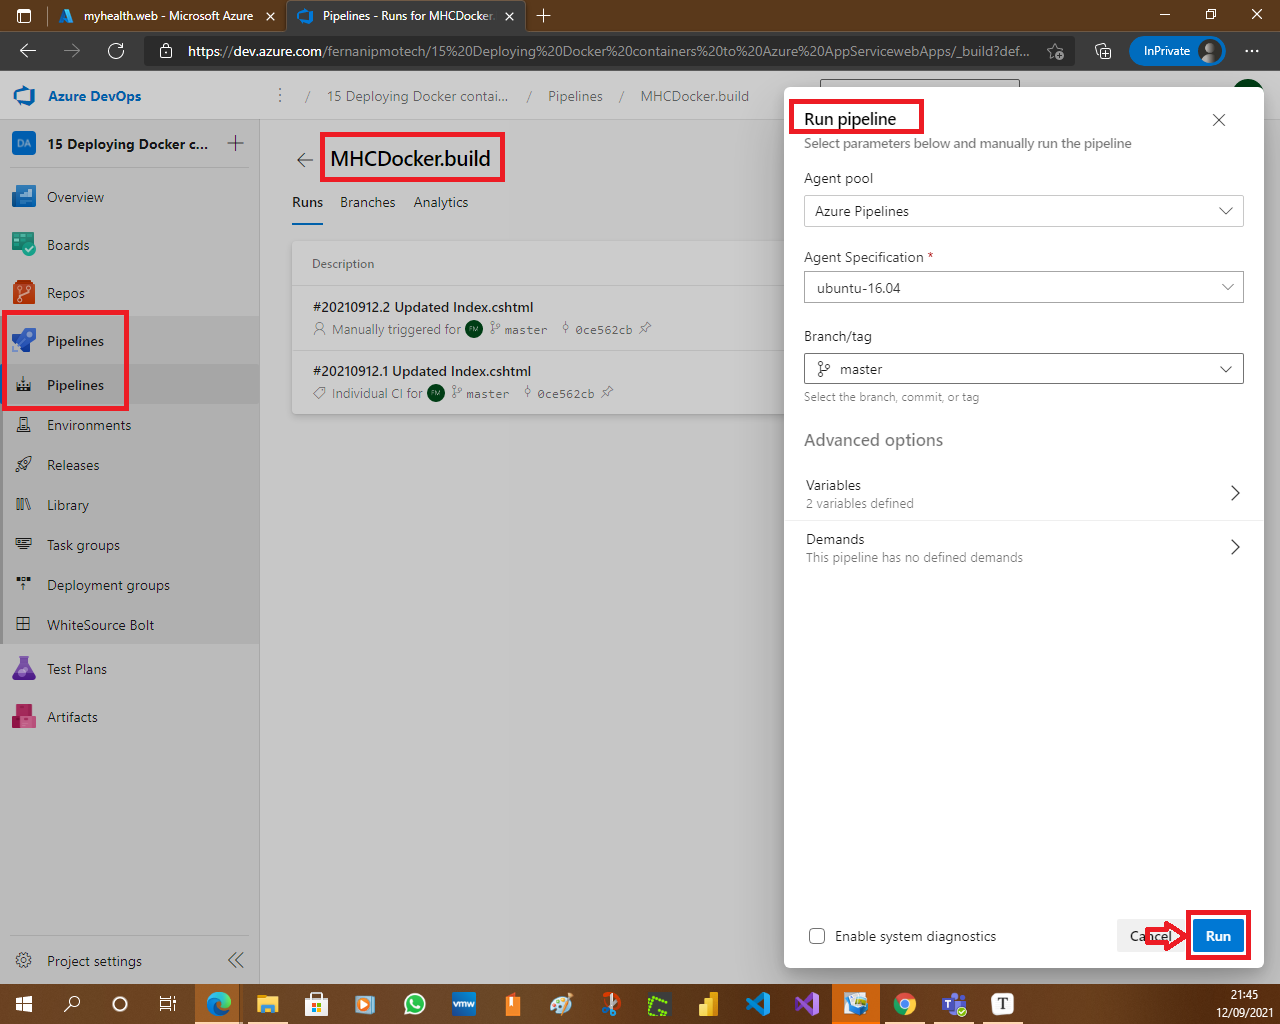 myhealth.web - Microsoft Azure
Pipelines - Runs for MHCDocker.
https://dev.azure.com/fernanipmotech/15%20Deploying%20Docker%20containers%20to%20Azure%20AppServicewebApps/_build?def...
InPrivate
Azure DevOps
/ 15 Deploying Docker contai... / Pipelines / MHCDocker.build
DA
15 Deploying Docker c...
Overview
Boards
Repos
Pipelines
Pipelines
Environments
Releases
Library
Task groups
Deployment groups
WhiteSource Bolt
Test Plans
Artifacts
Project settings
MHCDocker.build
Runs Branches Analytics
Description
#20210912.2 Updated Index.cshtml
Manually triggered for FM master 0ce562cb
#20210912.1 Updated Index.cshtml
Individual CI for FM master 0ce562cb
Run pipeline
Select parameters below and manually run the pipeline
Agent pool
Azure Pipelines
Agent Specification *
ubuntu-16.04
Branch/tag
master
Select the branch, commit, or tag
Advanced options
Variables
2 variables defined
Demands
This pipeline has no defined demands
Enable system diagnostics
Cancel
Run
vmw
T
21:45
12/09/2021